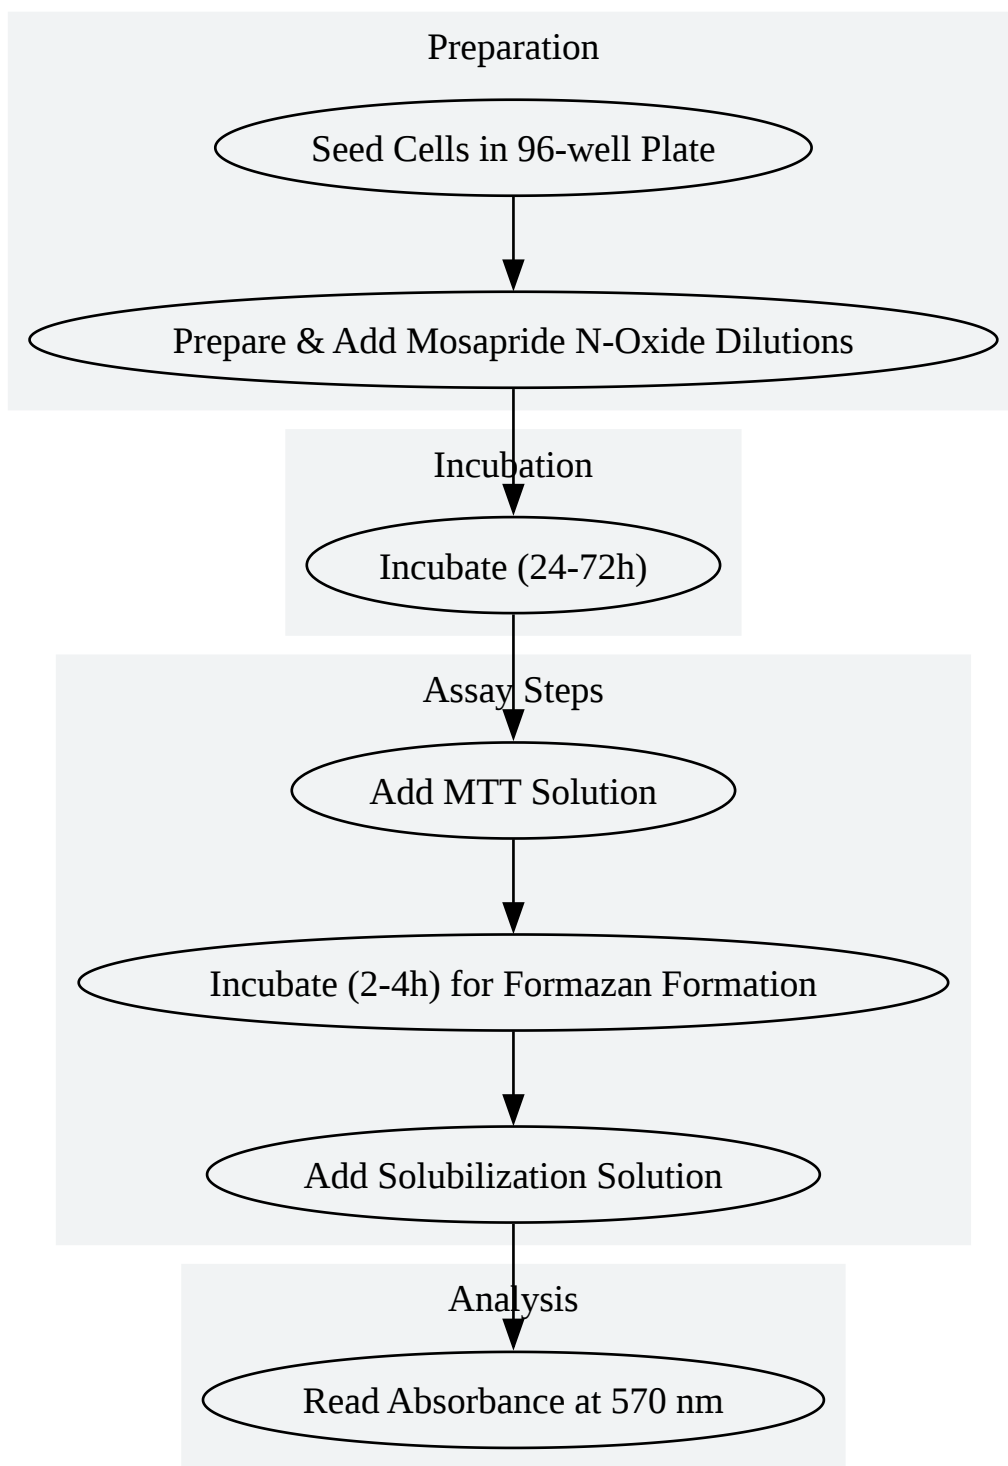 Preparation
Seed Cells in 96-well Plate
Prepare & Add Mosapride N-Oxide Dilutions
Incubation
Incubate (24-72h)
Assay Steps
Add MTT Solution
Incubate (2-4h) for Formazan Formation
Add Solubilization Solution
Analysis
Read Absorbance at 570 nm